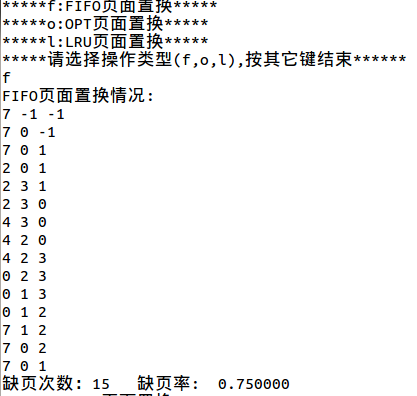 *****f:FIFO页面置换*****
*****o:OPT页面置换*****
*****l:LRU页面置换*****
*****请选择操作类型(f,o,l),按其它键结束******
f
FIFO页面置换情况:
7 -1 -1
7 0 -1
7 0 1
2 0 1
2 3 1
2 3 0
4 3 0
4 2 0
4 2 3
0 2 3
0 1 3
0 1 2
7 1 2
7 0 2
7 0 1
缺页次数: 15 缺页率: 0.750000